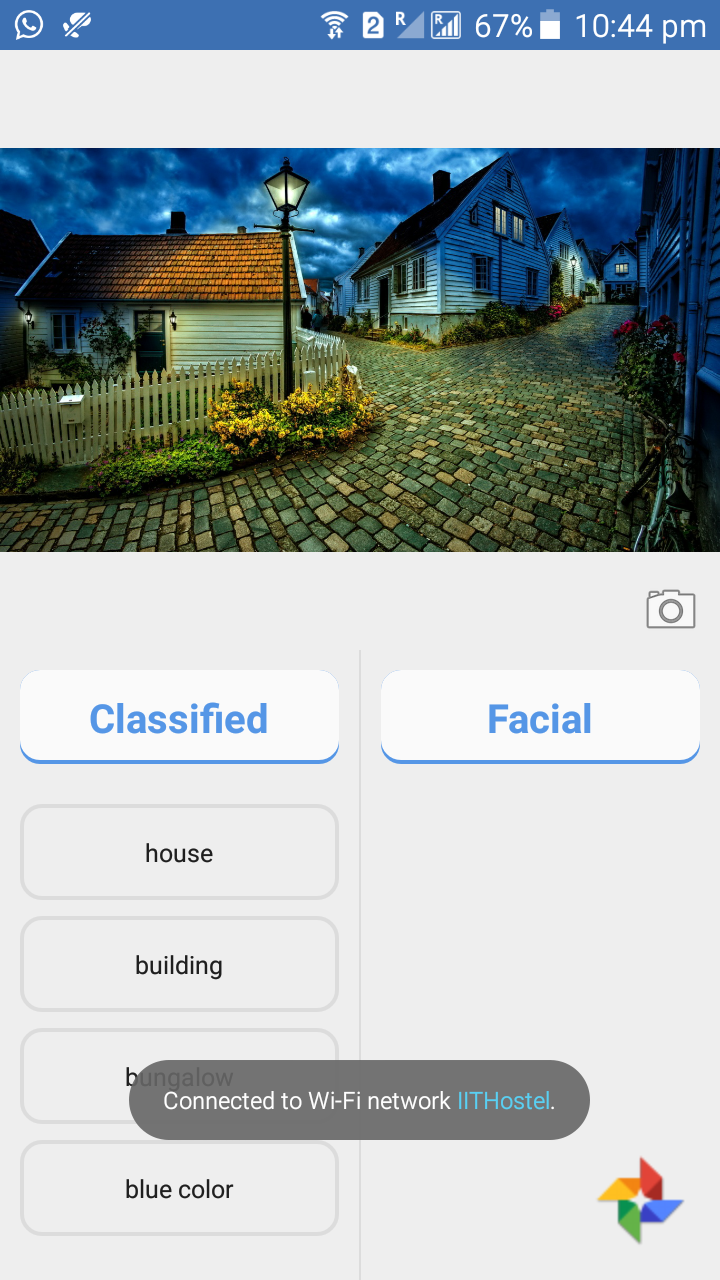 2 R R 67% 10:44 pm
Classified
Facial
house
building
bungalow
Connected to Wi-Fi network IITHostel.
blue color